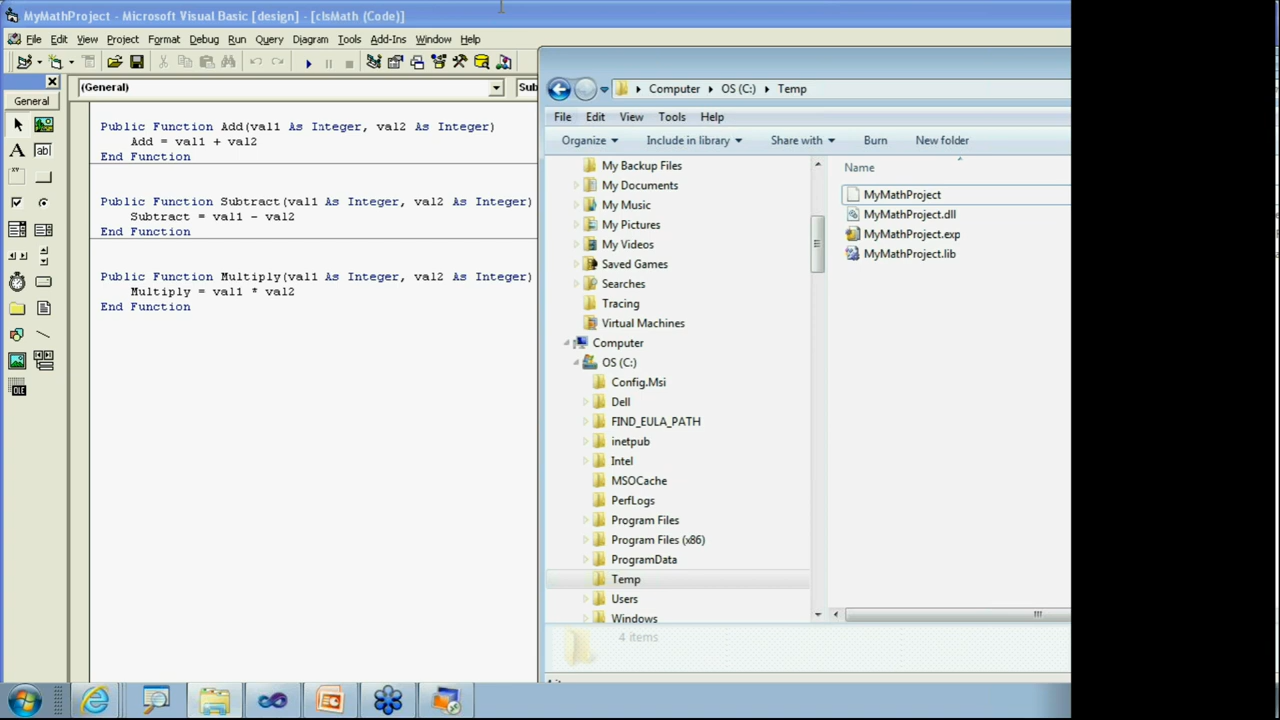 MyMathProject - Microsoft Visual Basic [design] - [clsMath (Code)]
File Edit View Project Format Debug Run Query Diagram Tools Add-Ins Window Help
General
(General)
Sub
Public Function Add(val1 As Integer, val2 As Integer)
Add = val1 + val2
End Function
Public Function Subtract(val1 As Integer, val2 As Integer)
Subtract = val1 - val2
End Function
Public Function Multiply(val1 As Integer, val2 As Integer)
Multiply = val1 * val2
End Function
Computer OS (C:) Temp
File Edit View Tools Help
Organize Include in library Share with Burn New folder
My Backup Files
My Documents
My Music
My Pictures
My Videos
Saved Games
Searches
Tracing
Virtual Machines
Computer
OS (C:)
Config.Msi
Dell
FIND_EULA_PATH
inetpub
Intel
MSOCache
PerfLogs
Program Files
Program Files (x86)
ProgramData
Temp
Users
Windows
Name
MyMathProject
MyMathProject.dll
MyMathProject.exp
MyMathProject.lib
4 items